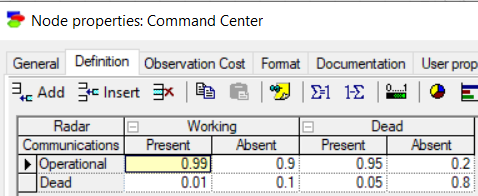 Node properties: Command Center
General Definition Observation Cost Format Documentation User prop
Add Insert Σ=1 1-Σ
Radar Working Dead
Communications Present Absent Present Absent
Operational 0.99 0.9 0.95 0.2
Dead 0.01 0.1 0.05 0.8